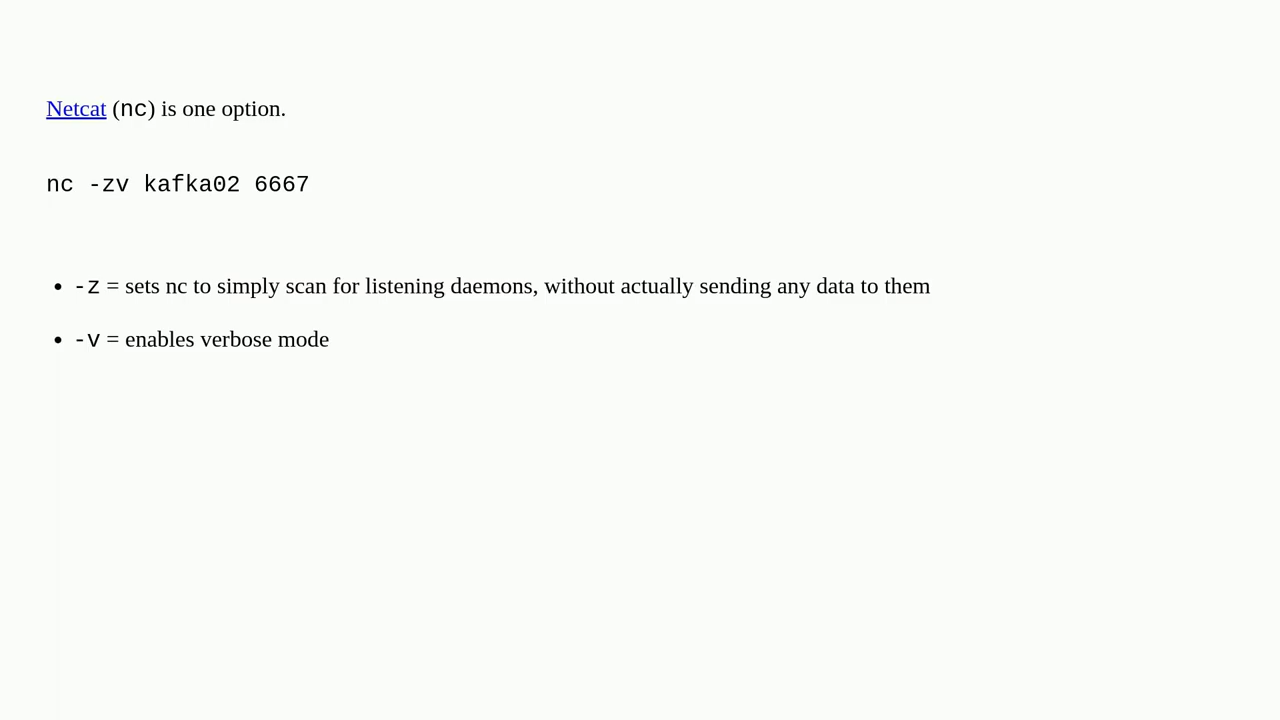 Netcat (nc) is one option.
nc -zv kafka02 6667
• -z = sets nc to simply scan for listening daemons, without actually sending any data to them
• -v = enables verbose mode